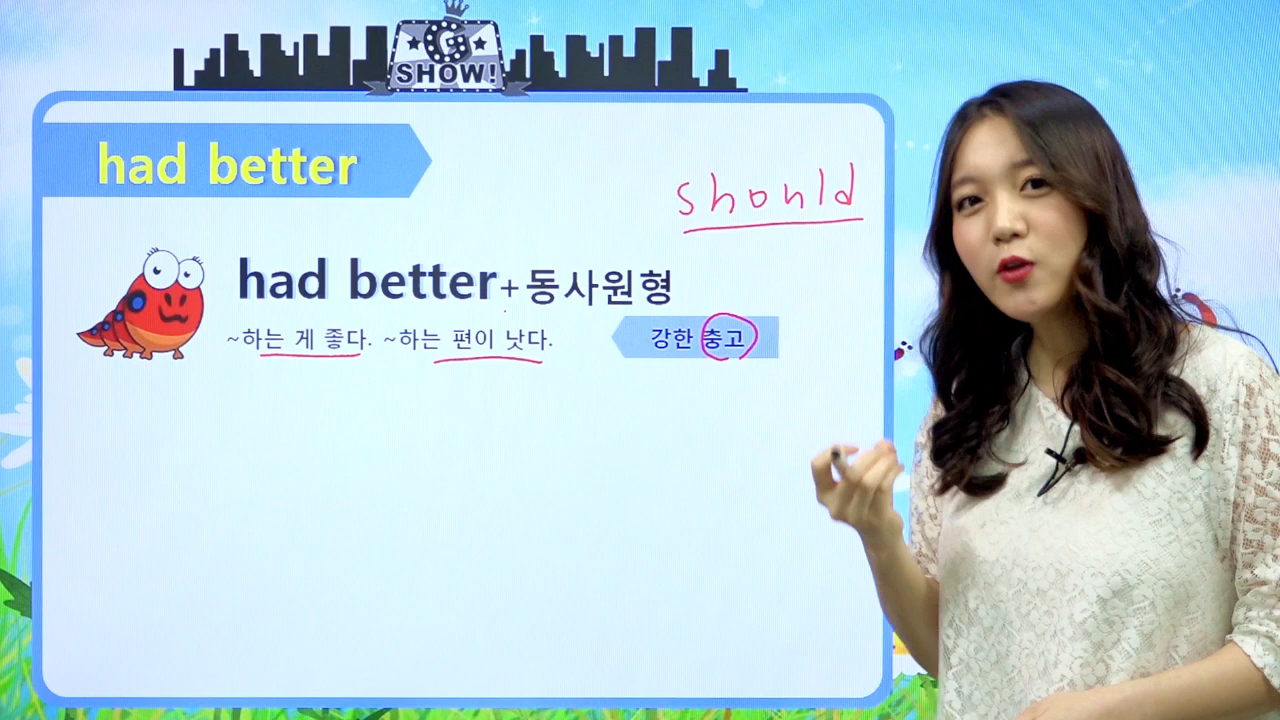 G
SHOW!
had better
should
had better+동사원형
~하는 게 좋다. ~하는 편이 낫다.
강한 충고